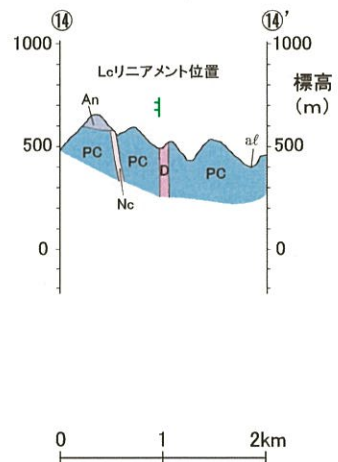 ⑭ ⑭'
1000 1000
Lcリニアメント位置
標高
(m)
An
500 500
aℓ
PC PC D PC
Nc
0 0
0 1 2km